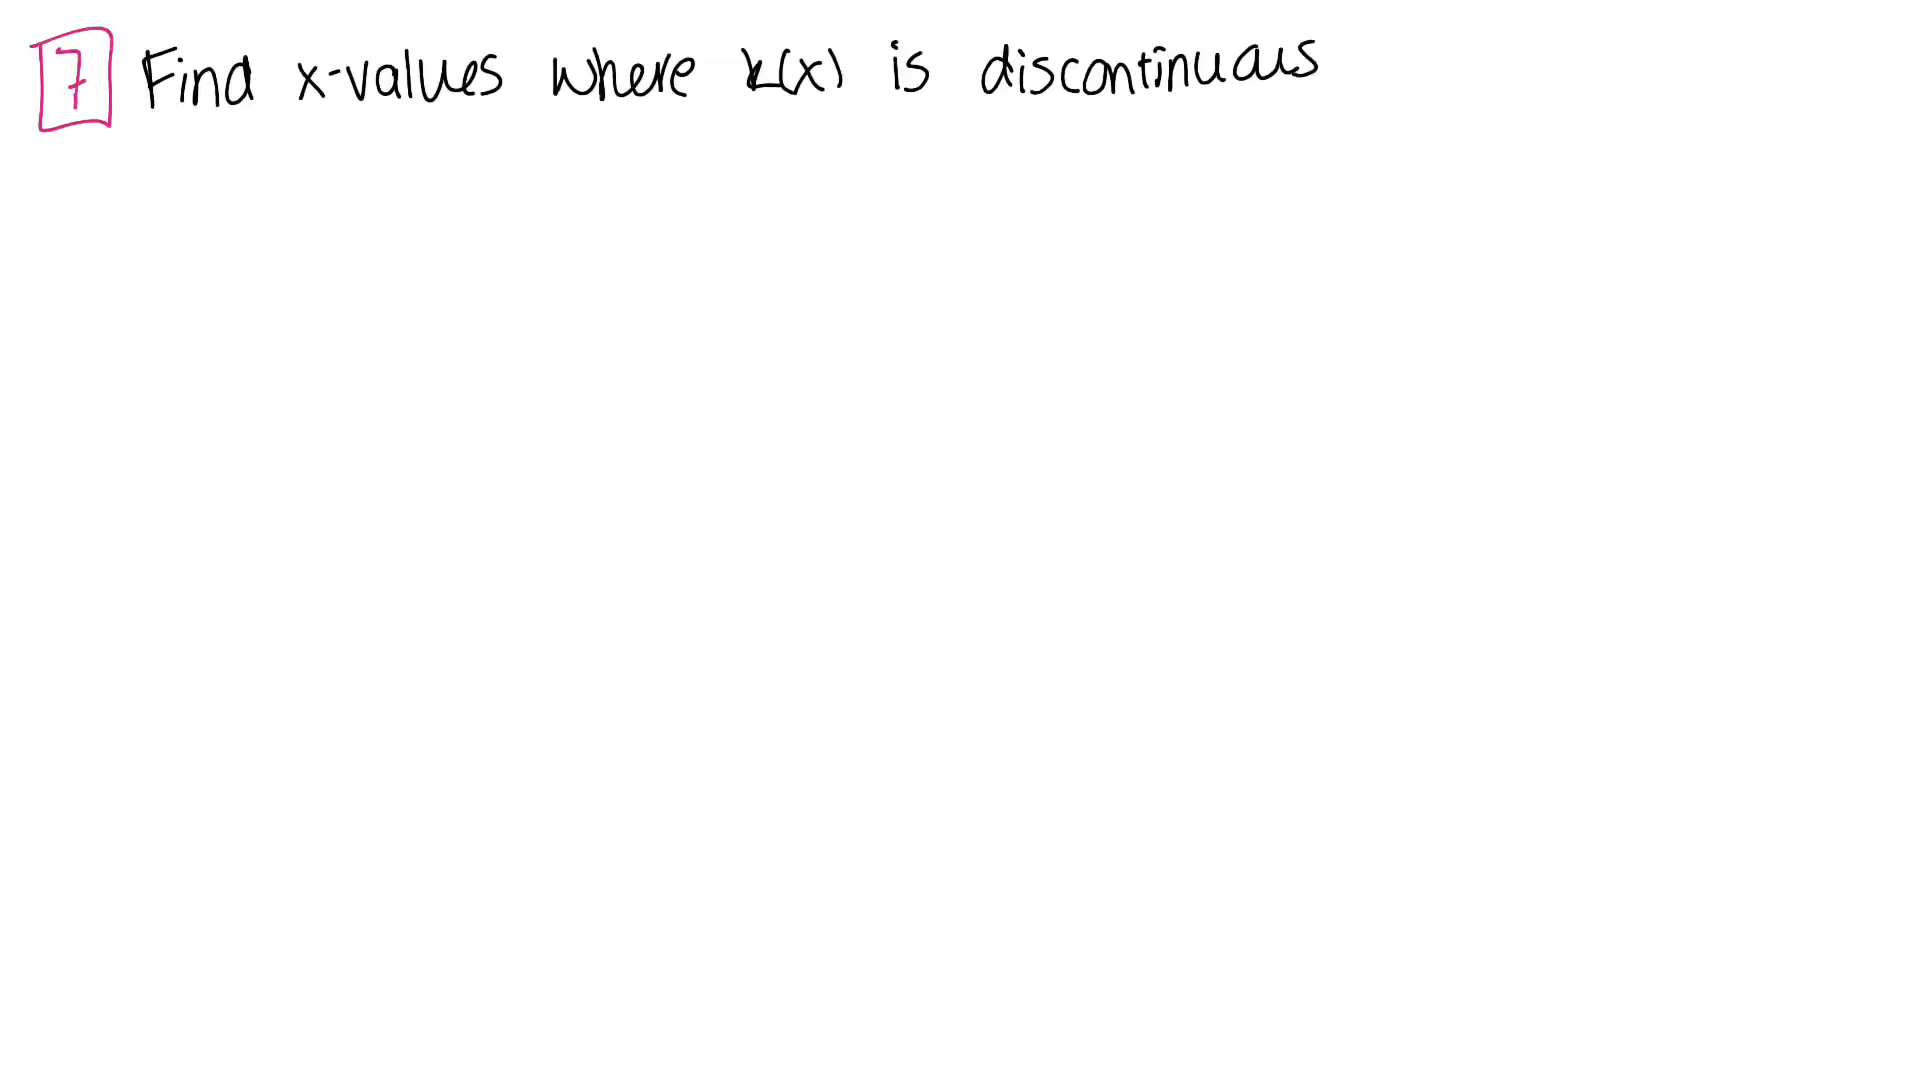 7 Find x-values where k(x) is discontinuous